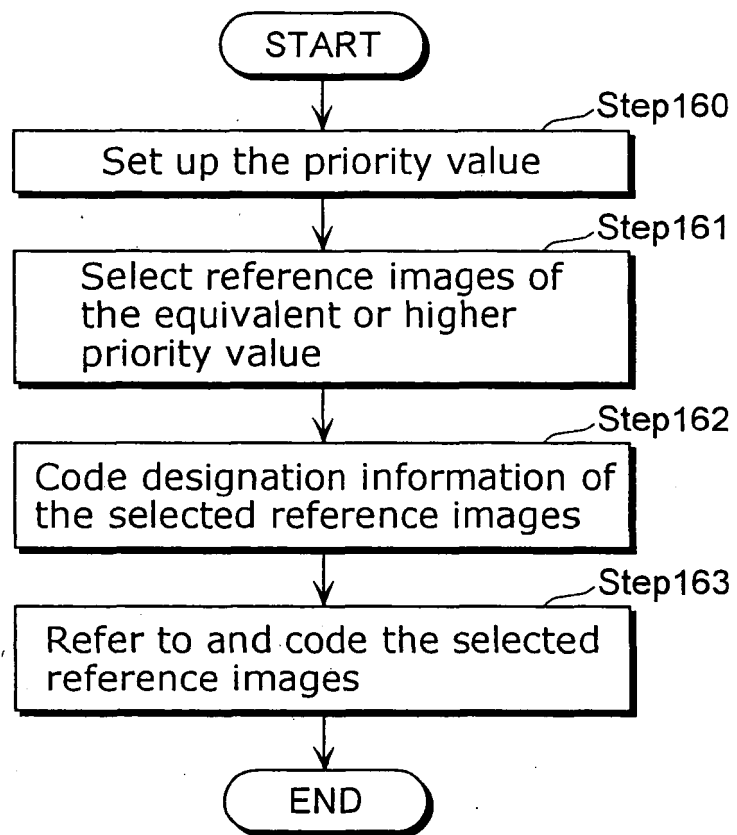 START
Step160
Set up the priority value
Step161
Select reference images of
the equivalent or higher
priority value
Step162
Code designation information of
the selected reference images
Step163
Refer to and code the selected
reference images
END